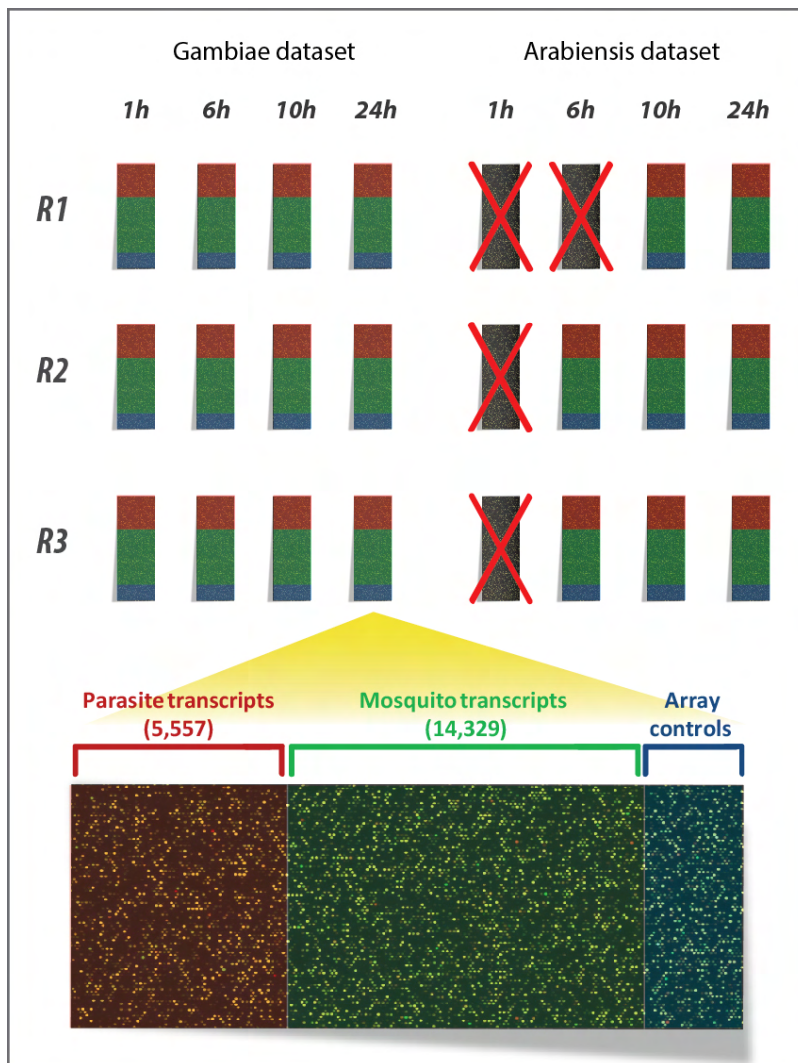 Gambiae dataset
Arabiensis dataset
1h 6h 10h 24h
1h 6h 10h 24h
R1
R2
R3
Parasite transcripts
(5,557)
Mosquito transcripts
(14,329)
Array
controls